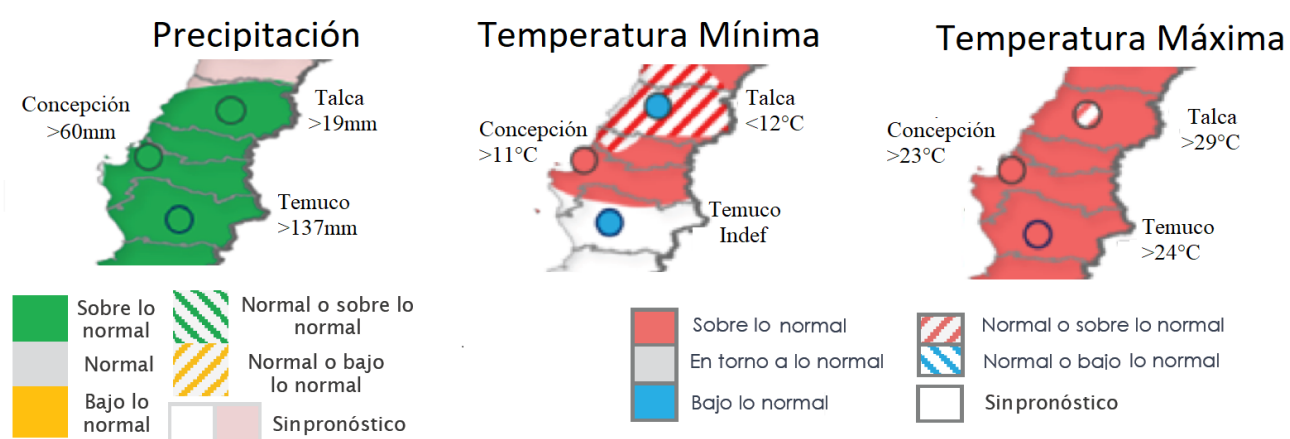 Precipitación
Temperatura Mínima
Temperatura Máxima
Concepción
>60mm
Talca
>19mm
Temuco
>137mm
Concepción
>11°C
Talca
<12°C
Temuco
Indef
Concepción
>23°C
Talca
>29°C
Temuco
>24°C
Sobre lo
normal
Normal
Bajo lo
normal
Normal o sobre lo
normal
Normal o bajo
lo normal
Sin pronóstico
Sobre lo normal
En torno a lo normal
Bajo lo normal
Normal o sobre lo normal
Normal o bajo lo normal
Sin pronóstico